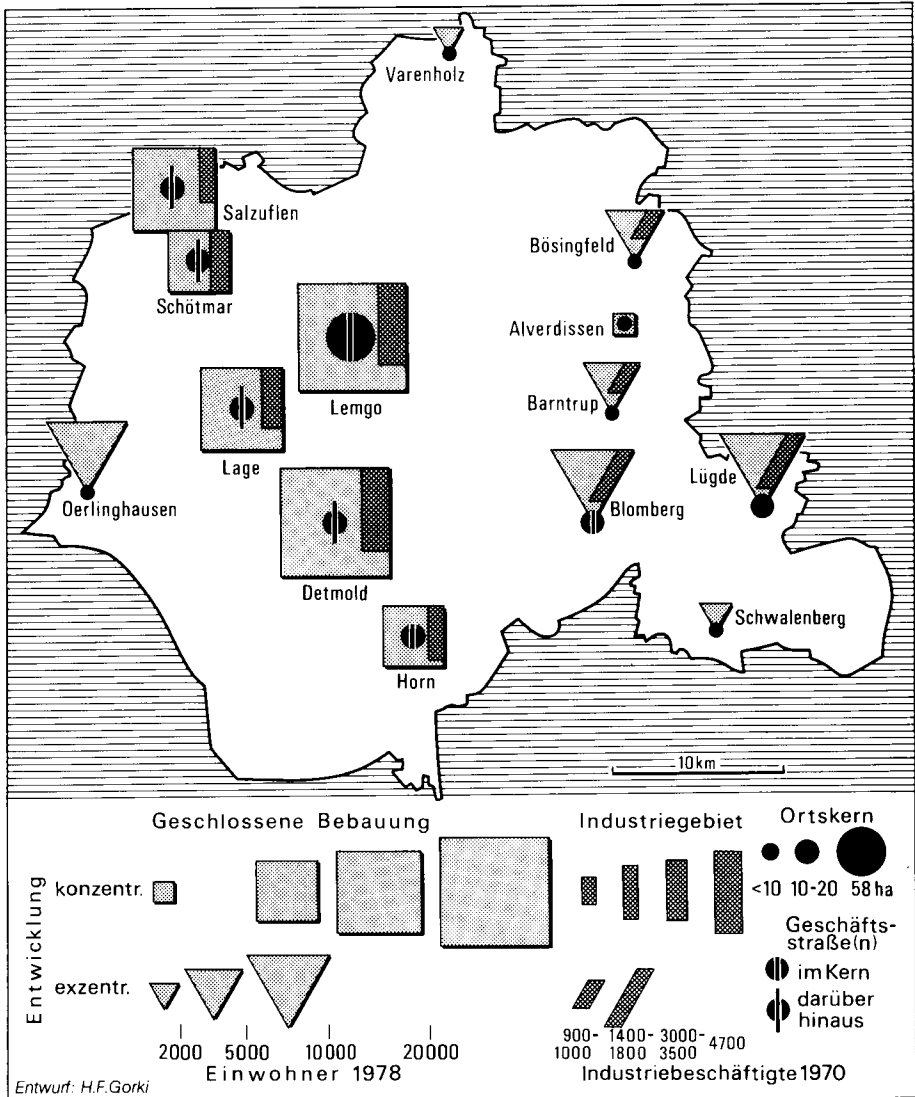 Varenholz
Salzuflen
Schötmar
Bösingfeld
Alverdissen
Lemgo
Barntrup
Lage
Lügde
Oerlinghausen
Blomberg
Detmold
Schwalenberg
Horn
10km
Geschlossene Bebauung
Industriegebiet
Ortskern
Entwicklung
konzentr.
<10 10-20 58 ha
Geschäfts-
straße(n)
im Kern
exzentr.
darüber
hinaus
2000 5000 10000 20000
900- 1400- 3000- 4700
1000 1800 3500
Einwohner 1978
Industriebeschäftigte 1970
Entwurf: H.F.Gorki